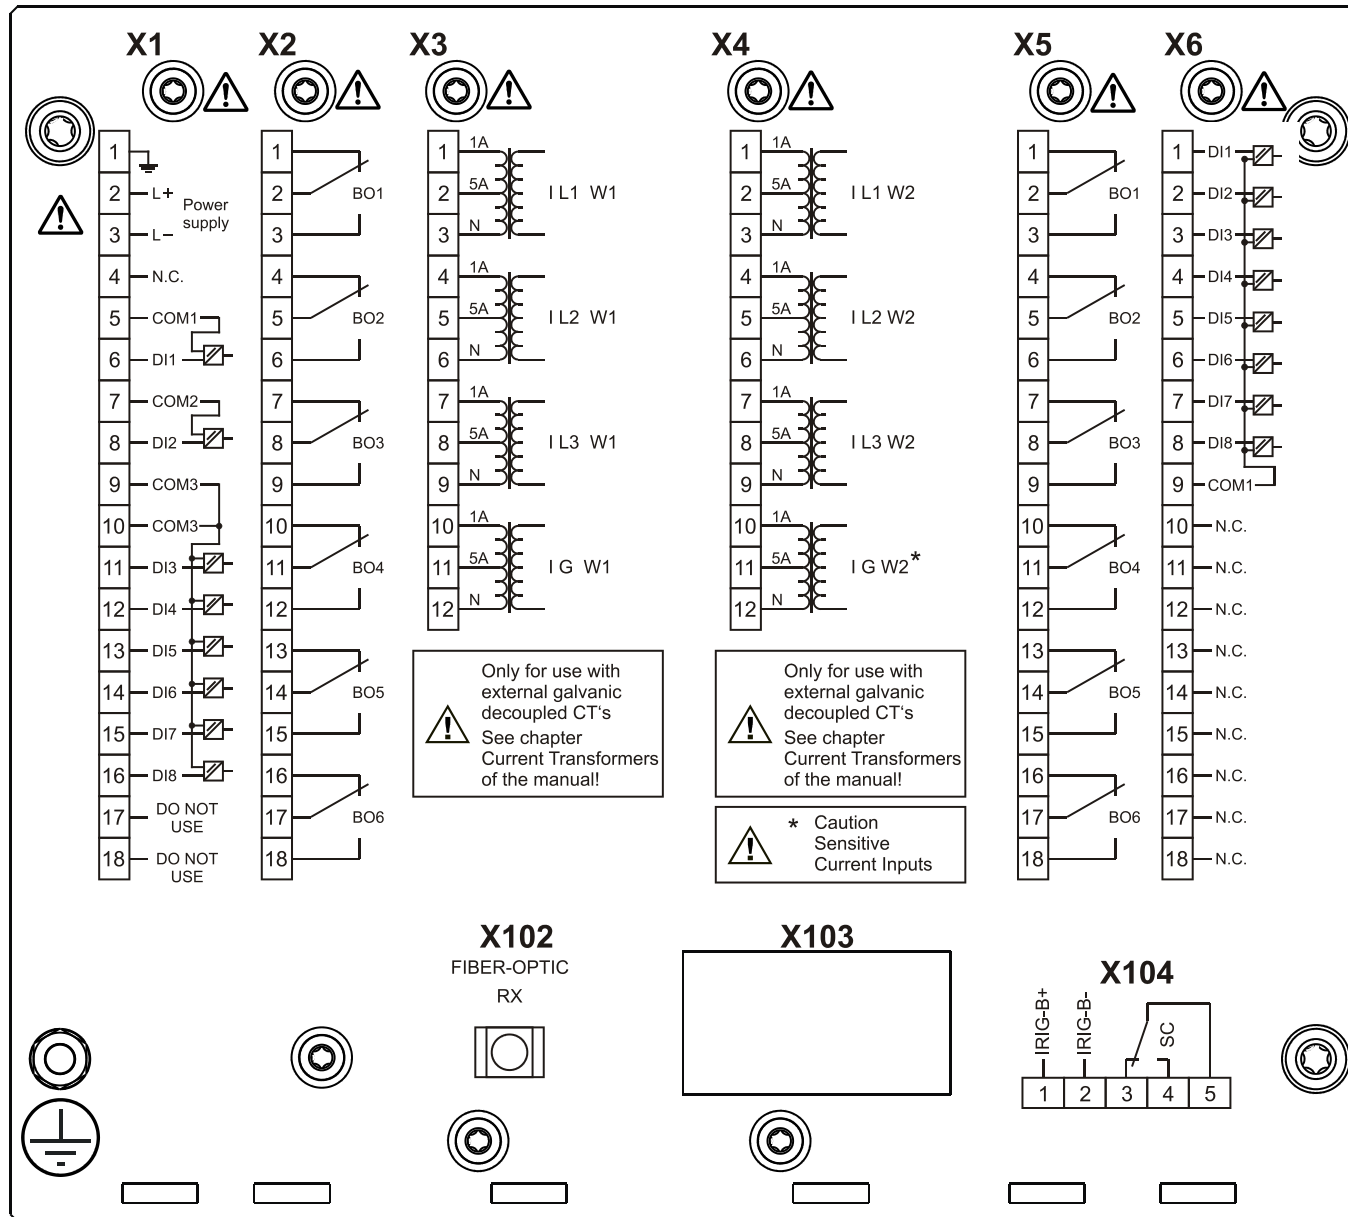 X1
X2
X3
X4
X5
X6
1
2 L+ Power supply
3 L−
4 N.C.
5 COM1
6 DI1
7 COM2
8 DI2
9 COM3
10 COM3
11 DI3
12 DI4
13 DI5
14 DI6
15 DI7
16 DI8
17 DO NOT USE
18 DO NOT USE
1
2 BO1
3
4
5 BO2
6
7
8 BO3
9
10
11 BO4
12
13
14 BO5
15
16
17 BO6
18
1 1A
2 5A I L1 W1
3 N
4 1A
5 5A I L2 W1
6 N
7 1A
8 5A I L3 W1
9 N
10 1A
11 5A I G W1
12 N
Only for use with
external galvanic
decoupled CT‘s
See chapter
Current Transformers
of the manual!
1 1A
2 5A I L1 W2
3 N
4 1A
5 5A I L2 W2
6 N
7 1A
8 5A I L3 W2
9 N
10 1A
11 5A I G W2*
12 N
Only for use with
external galvanic
decoupled CT‘s
See chapter
Current Transformers
of the manual!
* Caution
Sensitive
Current Inputs
1
2 BO1
3
4
5 BO2
6
7
8 BO3
9
10
11 BO4
12
13
14 BO5
15
16
17 BO6
18
1 DI1
2 DI2
3 DI3
4 DI4
5 DI5
6 DI6
7 DI7
8 DI8
9 COM1
10 N.C.
11 N.C.
12 N.C.
13 N.C.
14 N.C.
15 N.C.
16 N.C.
17 N.C.
18 N.C.
X102
FIBER-OPTIC
RX
X103
X104
IRIG-B+
IRIG-B-
SC
1 2 3 4 5